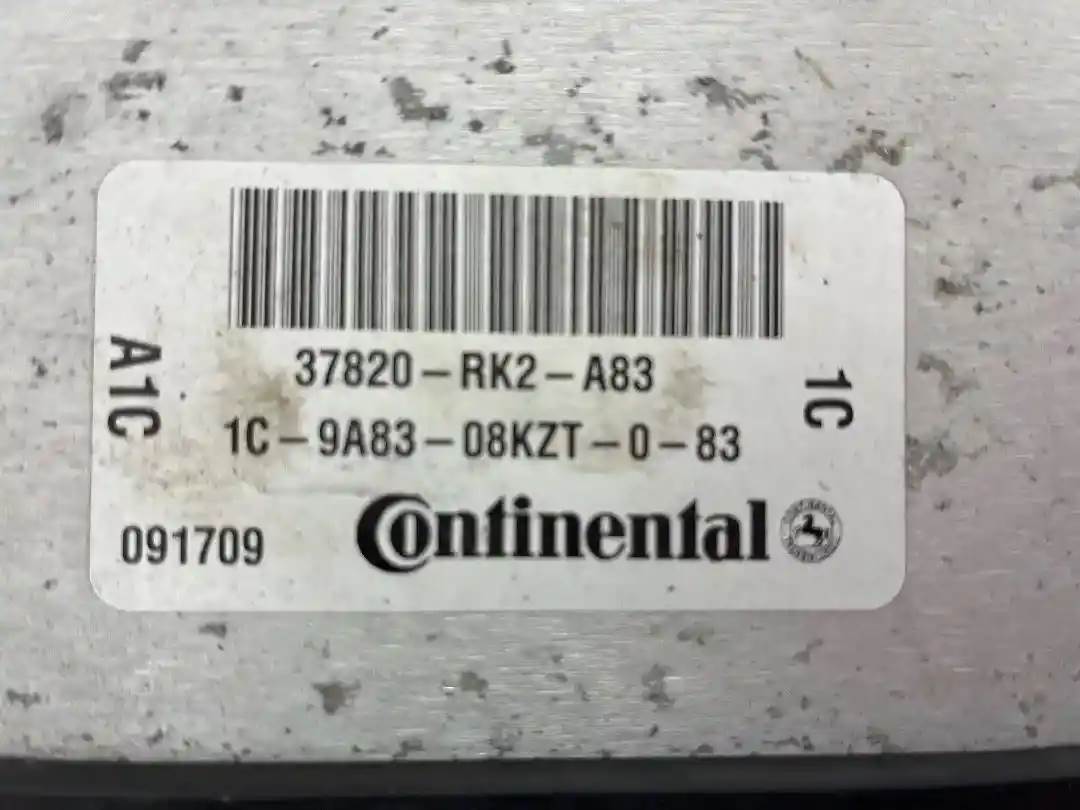 37820-RK2-A83
1C-9A83-08KZT-0-83
A1C
1C
091709
Continental